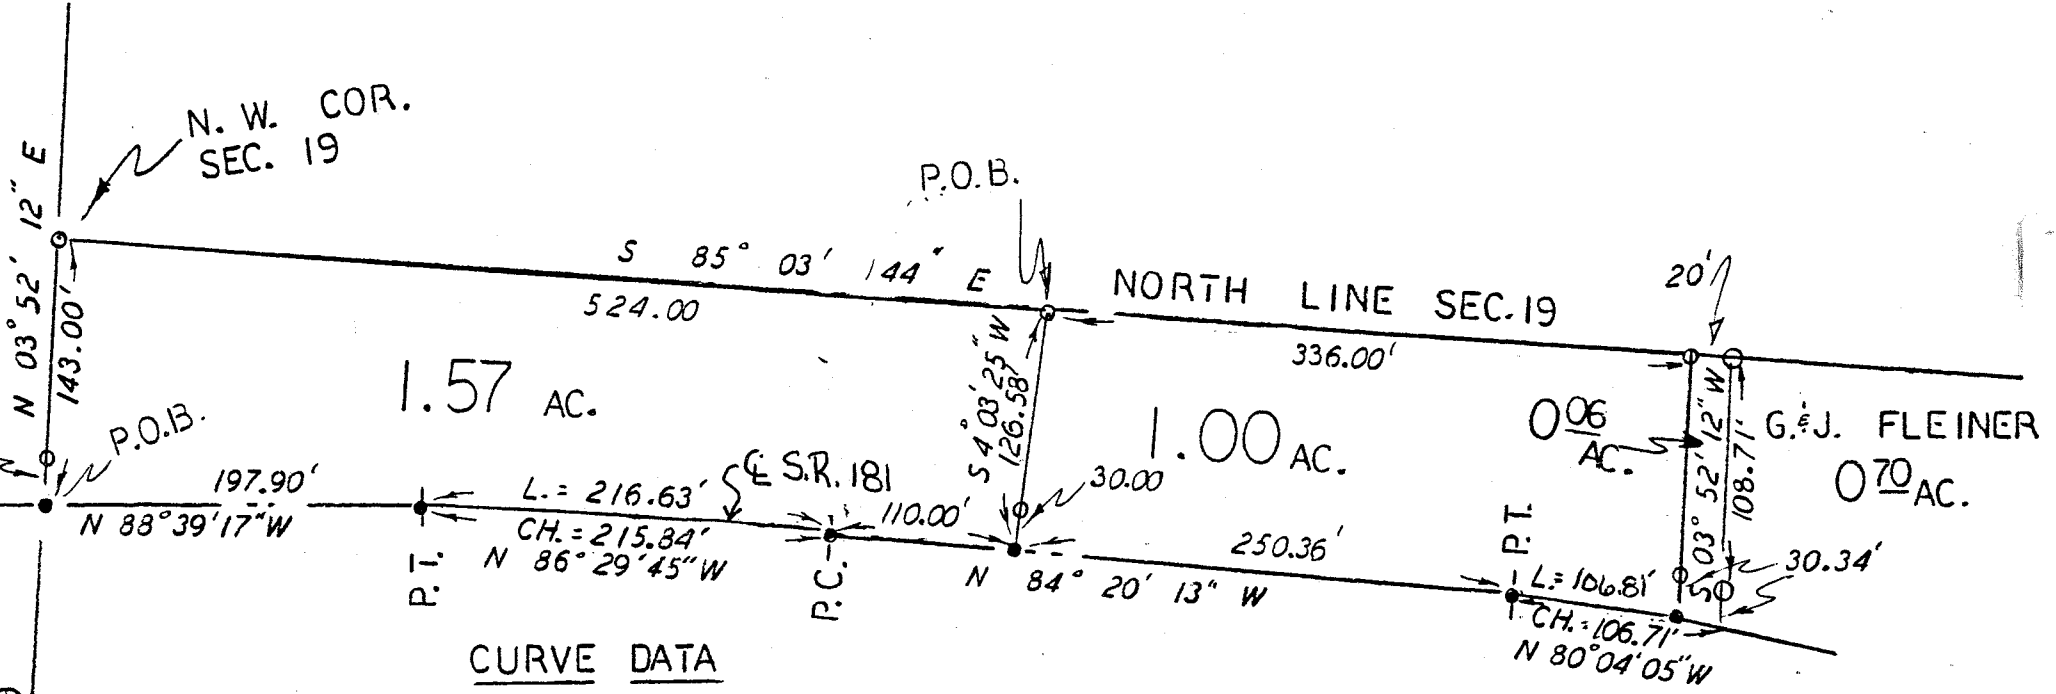 N. W. COR.
SEC. 19
N 03° 52' 12" E
143.00'
P.O.B.
P.O.B.
S 85° 03' 144" E
524.00
NORTH LINE SEC. 19
336.00'
20'
1.57 AC.
S 4° 03' 25" W
126.58'
30.00
1.00 AC.
0 06 AC.
S 03° 52' 12" W
108.71'
G. & J. FLEINER
0 70 AC.
30.34'
197.90'
N 88° 39' 17" W
L. = 216.63'
CH. = 215.84'
N 86° 29' 45" W
℄ S.R. 181
110.00'
250.36'
N 84° 20' 13" W
P.T.
P.C.
P.T.
L. = 106.81'
CH. = 106.71'
N 80° 04' 05" W
CURVE DATA